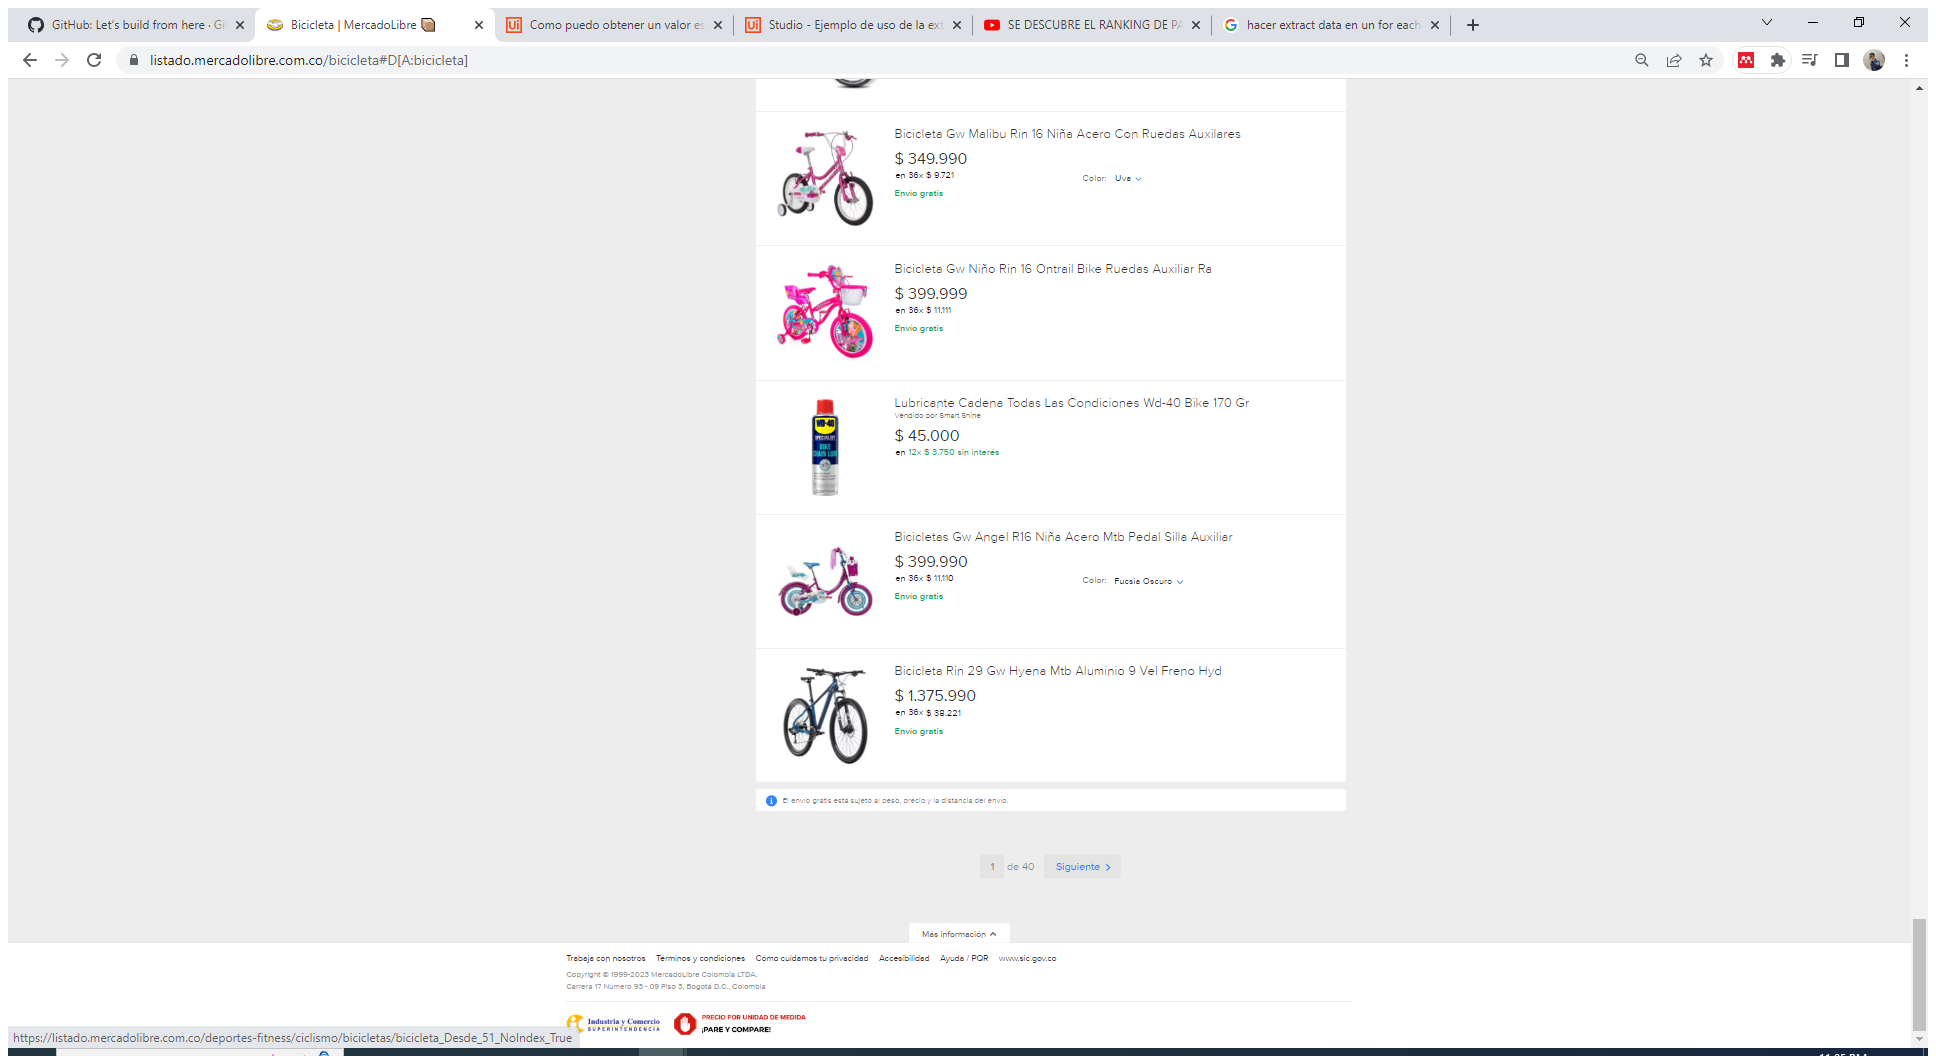 GitHub: Let's build from here · Gi
Bicicleta | MercadoLibre
Como puedo obtener un valor es
Studio - Ejemplo de uso de la ext
SE DESCUBRE EL RANKING DE PA
hacer extract data en un for each
listado.mercadolibre.com.co/bicicleta#D[A:bicicleta]
Bicicleta Gw Malibu Rin 16 Niña Acero Con Ruedas Auxilares
$ 349.990
en 36x $ 9.721
Color: Uva
Envío gratis
Bicicleta Gw Niño Rin 16 Ontrail Bike Ruedas Auxiliar Ra
$ 399.999
en 36x $ 11.111
Envío gratis
WD-40
SPECIALIST
BIKE
CHAIN LUBE
Lubricante Cadena Todas Las Condiciones Wd-40 Bike 170 Gr
Vendido por Smart Shine
$ 45.000
en 12x $ 3.750 sin interés
Bicicletas Gw Angel R16 Niña Acero Mtb Pedal Silla Auxiliar
$ 399.990
en 36x $ 11.110
Color: Fucsia Oscuro
Envío gratis
Bicicleta Rin 29 Gw Hyena Mtb Aluminio 9 Vel Freno Hyd
$ 1.375.990
en 36x $ 38.221
Envío gratis
El envío gratis está sujeto al peso, precio y la distancia del envío.
1 de 40 Siguiente
Más información
Trabaja con nosotros Términos y condiciones Cómo cuidamos tu privacidad Accesibilidad Ayuda / PQR www.sic.gov.co
Copyright © 1999-2023 MercadoLibre Colombia LTDA.
Carrera 17 Numero 93 - 09 Piso 3, Bogotá D.C., Colombia
Industria y Comercio
SUPERINTENDENCIA
PRECIO POR UNIDAD DE MEDIDA
¡PARE Y COMPARE!
https://listado.mercadolibre.com.co/deportes-fitness/ciclismo/bicicletas/bicicleta_Desde_51_NoIndex_True